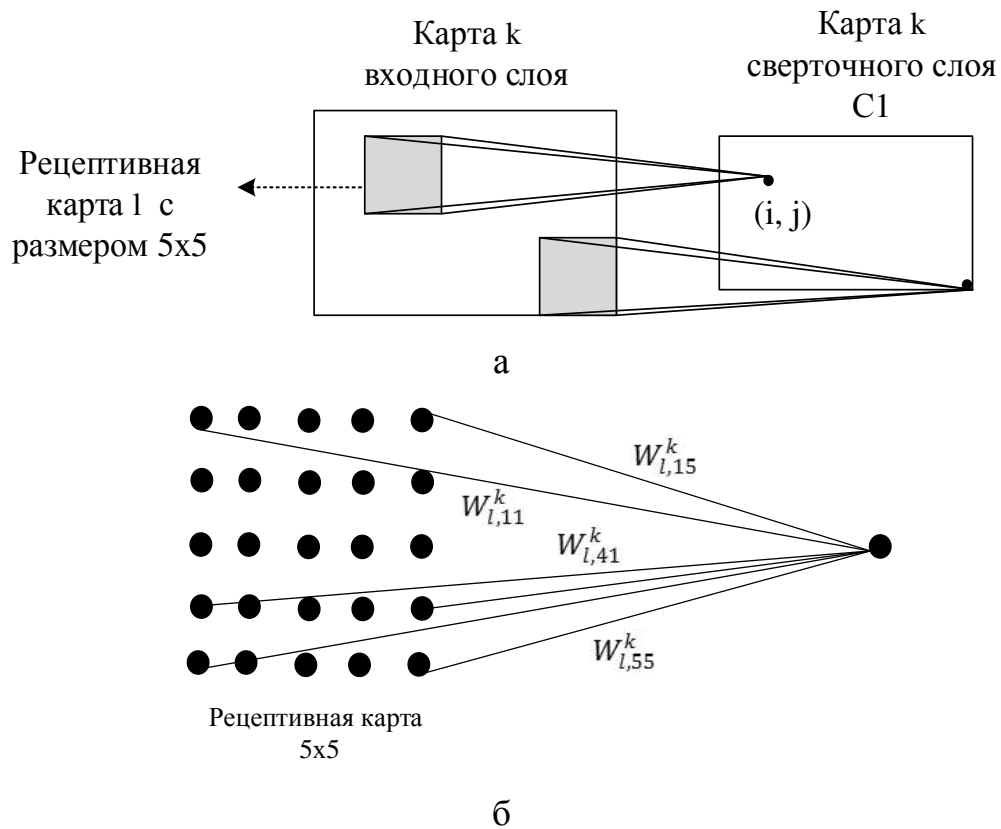 Карта k
входного слоя
Карта k
сверточного слоя
C1
Рецептивная
карта l с
размером 5x5
(i, j)
а
W^k_{l,15}
W^k_{l,11}
W^k_{l,41}
W^k_{l,55}
Рецептивная карта
5x5
б